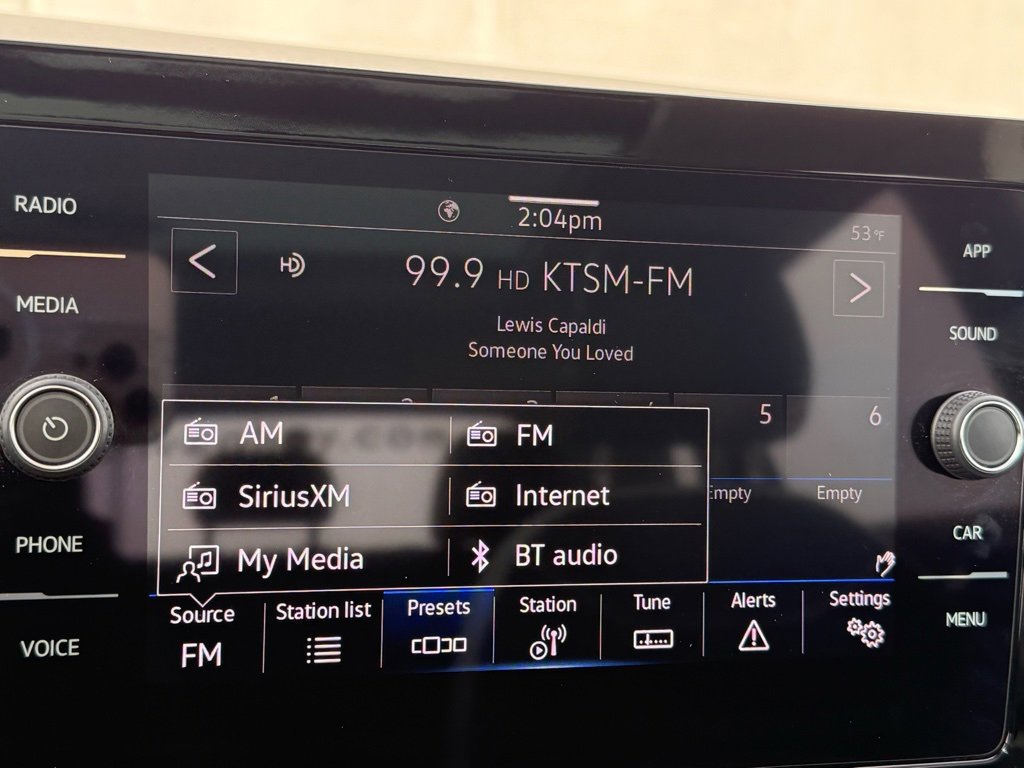 RADIO
MEDIA
PHONE
VOICE
2:04pm
53°F
HD
99.9 HD KTSM-FM
Lewis Capaldi
Someone You Loved
5
6
Empty
AM
FM
SiriusXM
Internet
My Media
BT audio
Source
FM
Station list
Presets
Station
Tune
Alerts
Settings
APP
SOUND
CAR
MENU